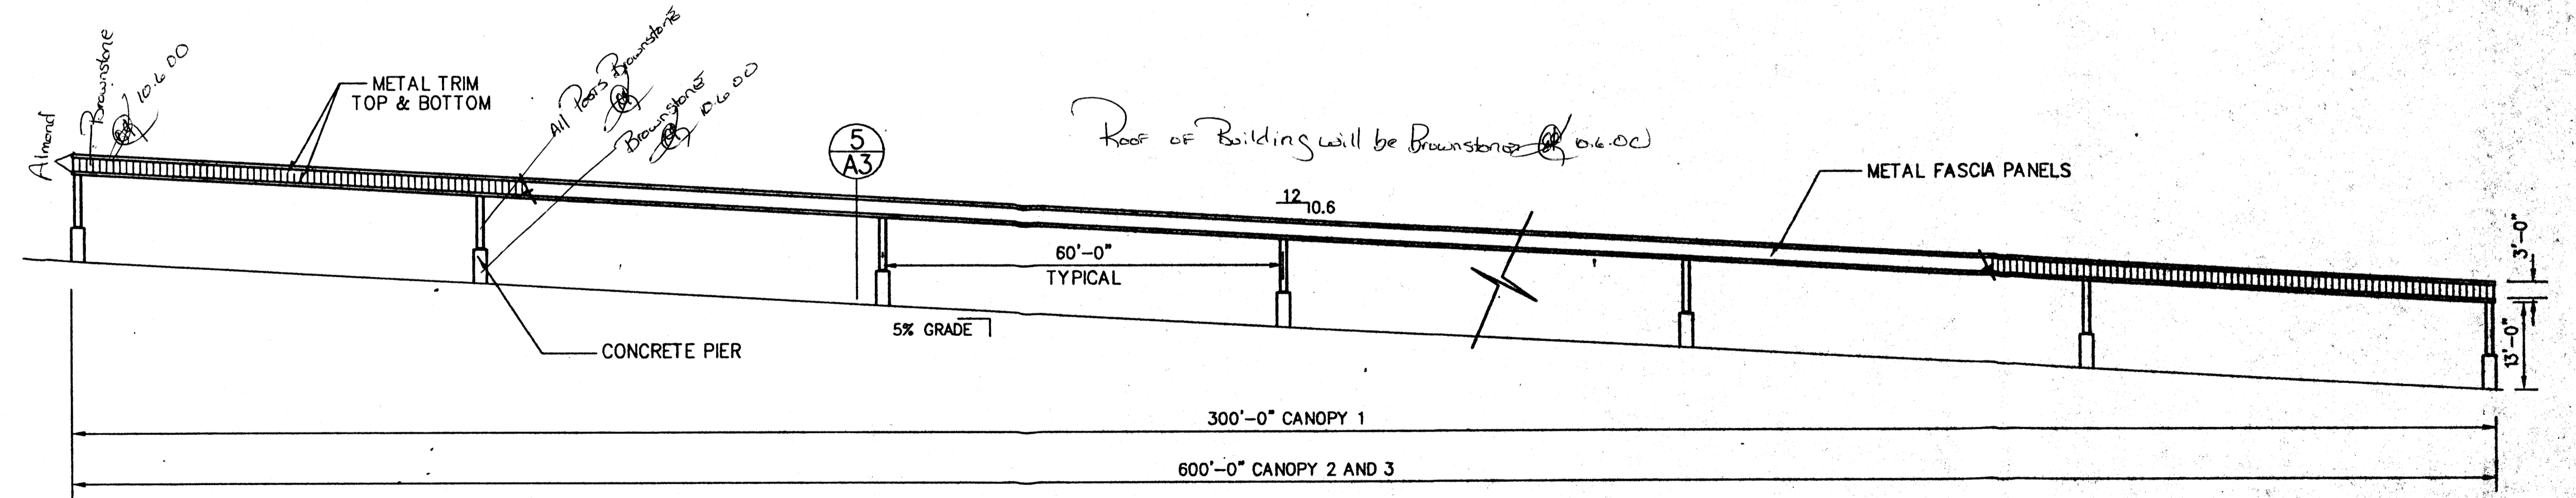 Almond
Brownstone
10.6.00
METAL TRIM
TOP & BOTTOM
All Posts Brownstone
Brownstone
10.6.00
5
A3
Roof of Building will be Brownstone 10.6.00
12
0.6
METAL FASCIA PANELS
60'-0"
TYPICAL
3'-0"
13'-0"
5% GRADE
CONCRETE PIER
300'-0" CANOPY 1
600'-0" CANOPY 2 AND 3